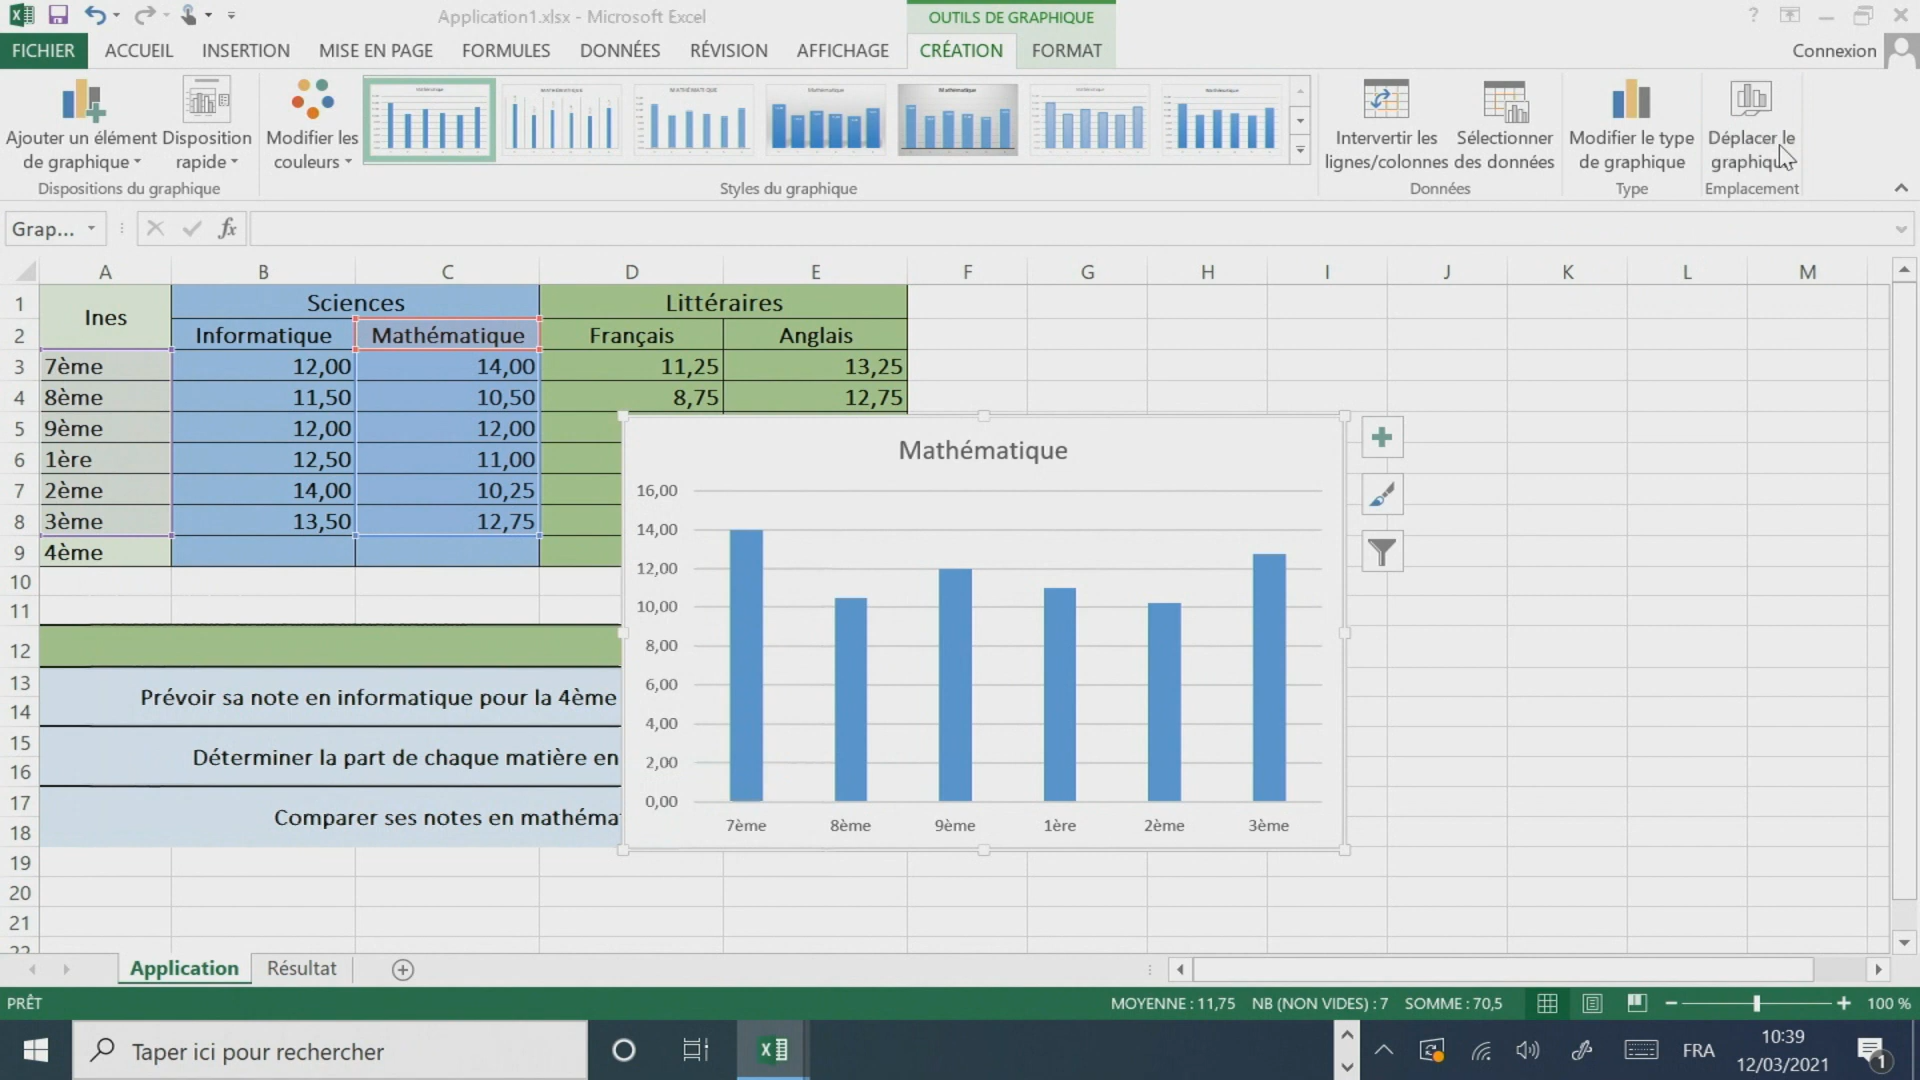 Application1.xlsx - Microsoft Excel
OUTILS DE GRAPHIQUE
?
FICHIER
ACCUEIL
INSERTION
MISE EN PAGE
FORMULES
DONNÉES
RÉVISION
AFFICHAGE
CRÉATION
FORMAT
Connexion
Ajouter un élément
de graphique
Disposition
rapide
Modifier les
couleurs
Intervertir les
lignes/colonnes
Sélectionner
des données
Modifier le type
de graphique
Déplacer le
graphique
Dispositions du graphique
Styles du graphique
Données
Type
Emplacement
Grap...
fx
A B C D E F G H I J K L M
1 Ines Sciences Littéraires
2 Informatique Mathématique Français Anglais
3 7ème 12,00 14,00 11,25 13,25
4 8ème 11,50 10,50 8,75 12,75
5 9ème 12,00 12,00
6 1ère 12,50 11,00
7 2ème 14,00 10,25
8 3ème 13,50 12,75
9 4ème
10
11
12
13
Prévoir sa note en informatique pour la 4ème
14
15
Déterminer la part de chaque matière en
16
17
Comparer ses notes en mathéma
18
19
20
21
22
Mathématique
16,00
14,00
12,00
10,00
8,00
6,00
4,00
2,00
0,00
7ème 8ème 9ème 1ère 2ème 3ème
Application
Résultat
PRÊT
MOYENNE : 11,75 NB (NON VIDES) : 7 SOMME : 70,5
100 %
Taper ici pour rechercher
FRA
10:39
12/03/2021
1